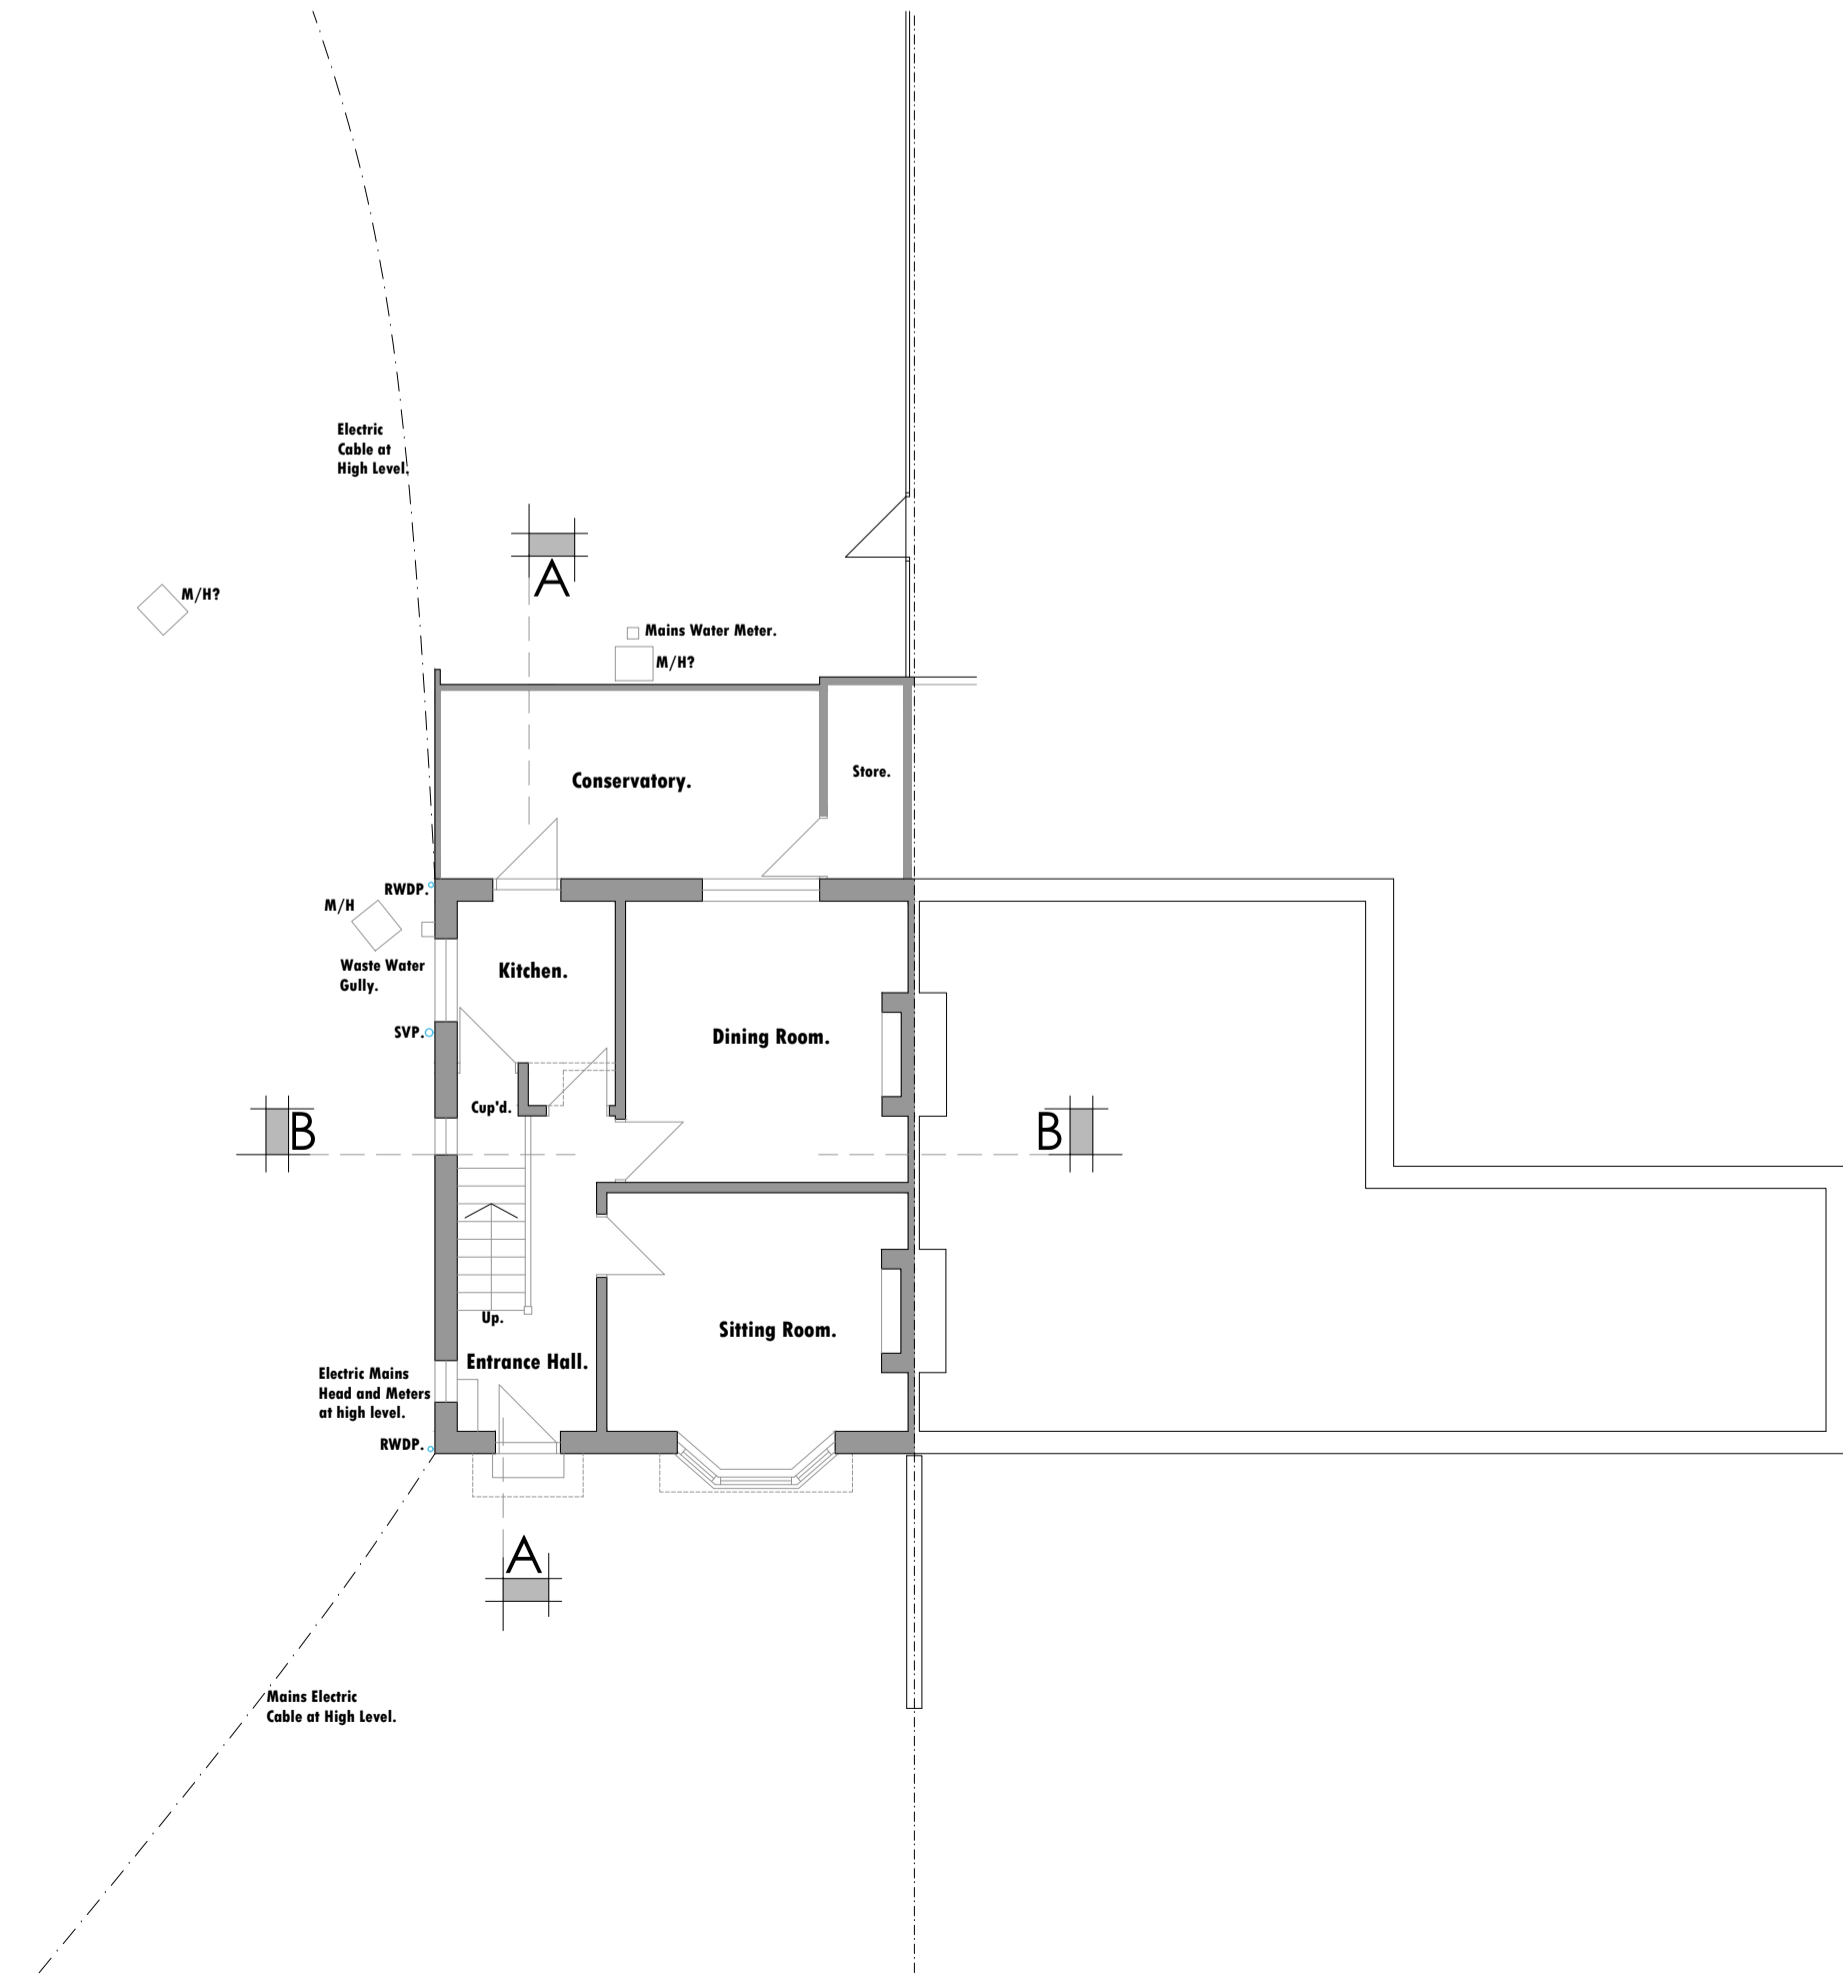 Electric
Cable at
High Level.
A
M/H?
Mains Water Meter.
M/H?
Conservatory.
Store.
RWDP.
M/H
Waste Water
Gully.
Kitchen.
SVP.
Dining Room.
Cup'd.
B
B
Up.
Sitting Room.
Entrance Hall.
Electric Mains
Head and Meters
at high level.
RWDP.
A
Mains Electric
Cable at High Level.